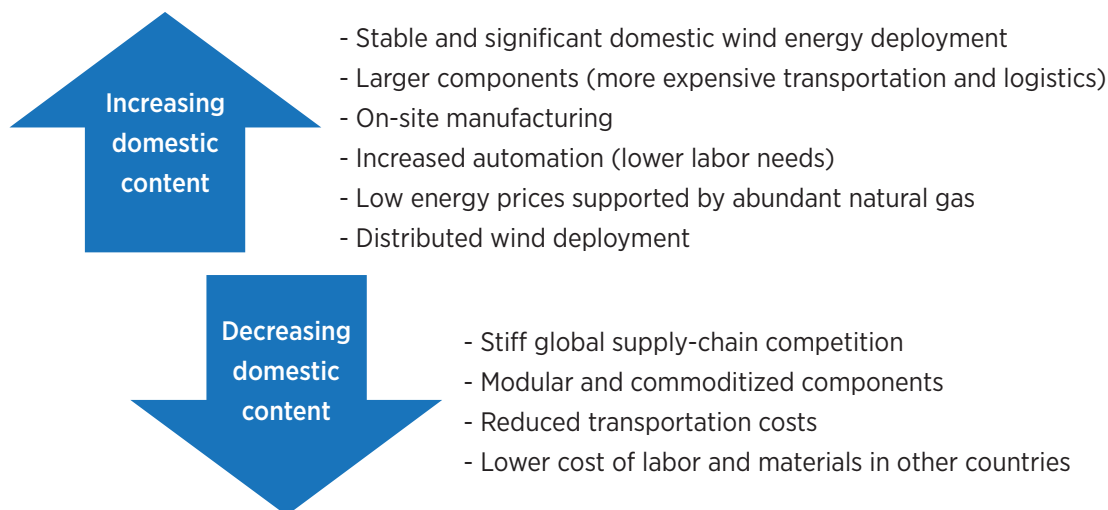 Increasing
domestic
content
- Stable and significant domestic wind energy deployment
- Larger components (more expensive transportation and logistics)
- On-site manufacturing
- Increased automation (lower labor needs)
- Low energy prices supported by abundant natural gas
- Distributed wind deployment
Decreasing
domestic
content
- Stiff global supply-chain competition
- Modular and commoditized components
- Reduced transportation costs
- Lower cost of labor and materials in other countries